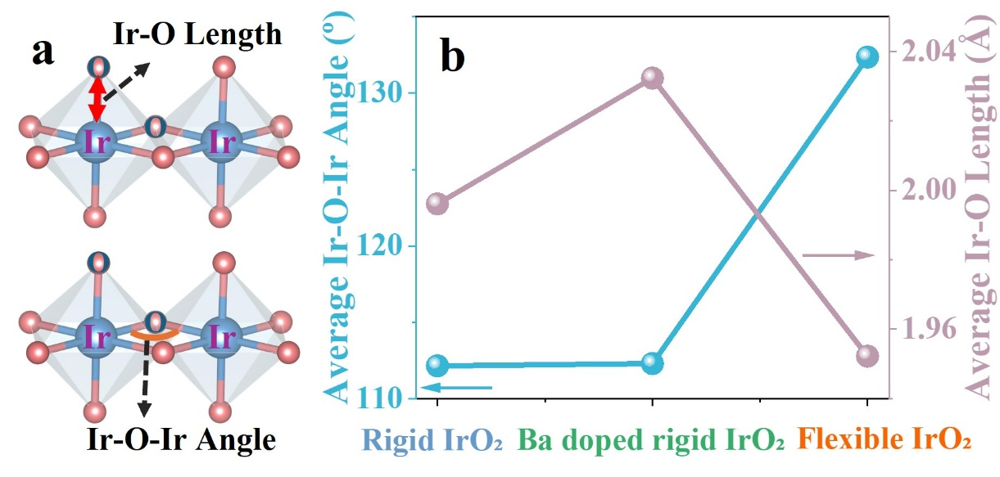 a
Ir-O Length
O
Ir Ir
O
O
Ir Ir
O
Ir-O-Ir Angle
b
Average Ir-O-Ir Angle (º)
130
120
110
2.04
2.00
1.96
Average Ir-O Length (Å)
Rigid IrO₂ Ba doped rigid IrO₂ Flexible IrO₂